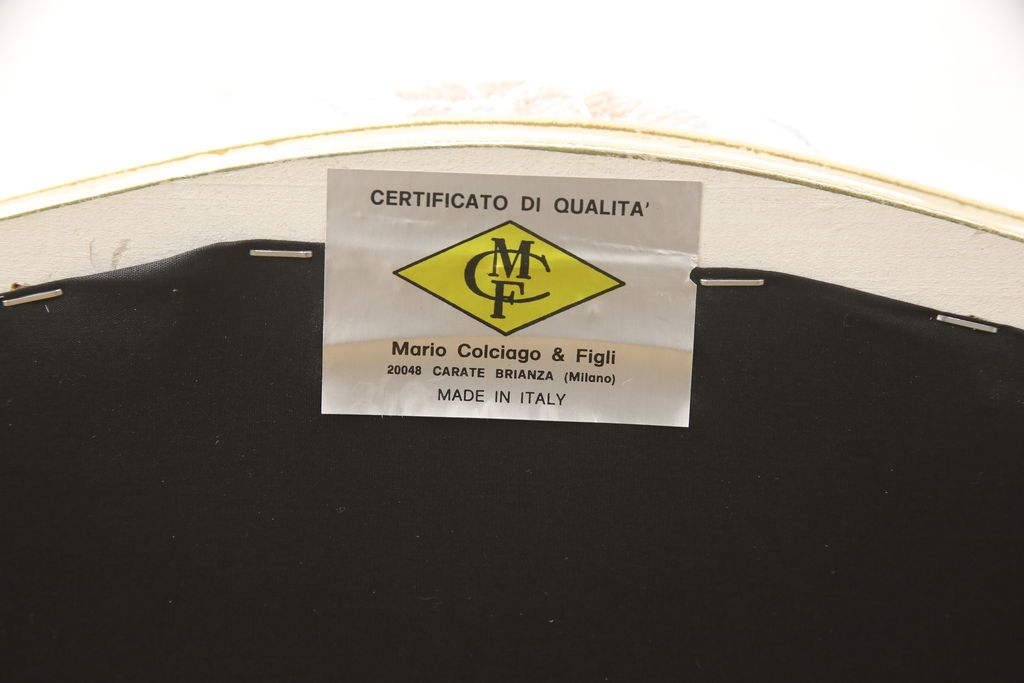 CERTIFICATO DI QUALITA'
MCF
Mario Colciago & Figli
20048 CARATE BRIANZA (Milano)
MADE IN ITALY